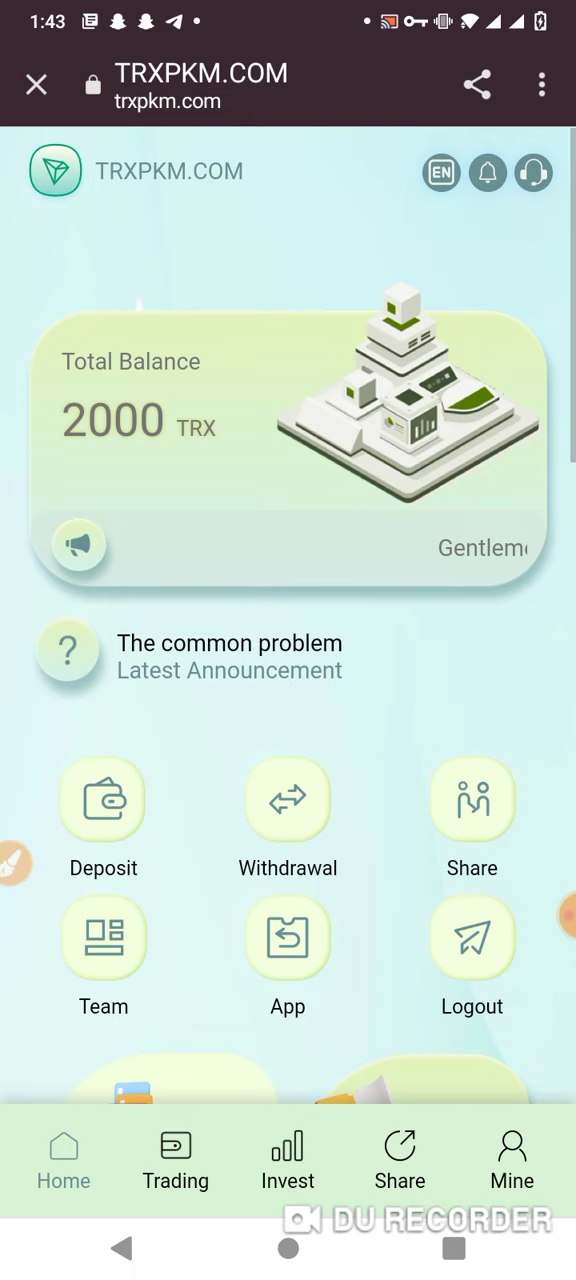 1:43
TRXPKM.COM
trxpkm.com
TRXPKM.COM
EN
Total Balance
2000 TRX
Gentlem
?
The common problem
Latest Announcement
Deposit
Withdrawal
Share
Team
App
Logout
Home
Trading
Invest
Share
Mine
DU RECORDER